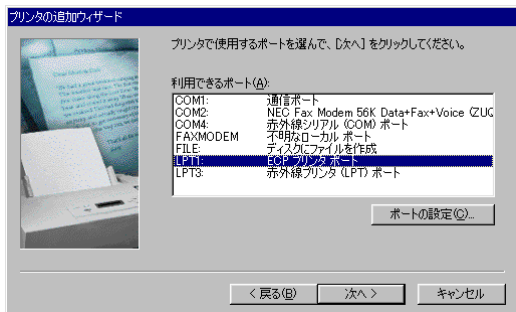 プリンタの追加ウィザード
プリンタで使用するポートを選んで、[次へ] をクリックしてください。
利用できるポート(A):
COM1: 通信ポート
COM2: NEC Fax Modem 56K Data+Fax+Voice (ZUQ
COM4: 赤外線シリアル (COM) ポート
FAXMODEM 不明なローカル ポート
FILE: ディスクにファイルを作成
LPT1: ECP プリンタ ポート
LPT3: 赤外線プリンタ (LPT) ポート
ポートの設定(C)...
< 戻る(B) 次へ > キャンセル